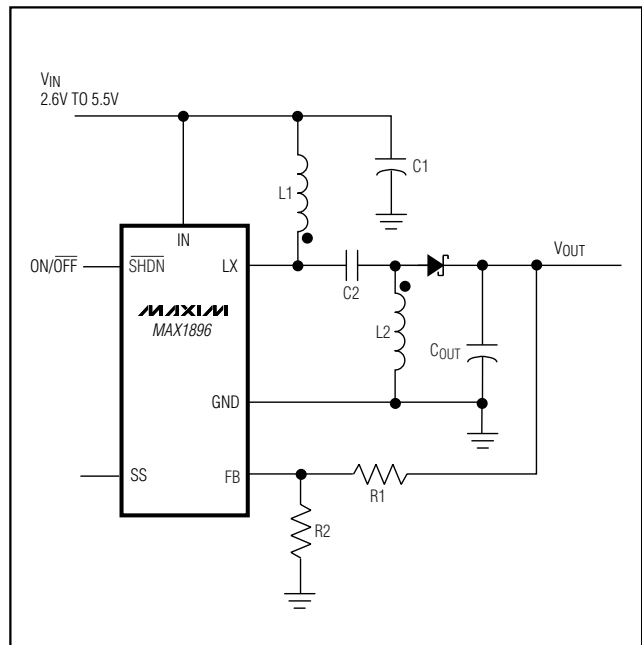 VIN
2.6V TO 5.5V
C1
L1
IN
ON/OFF
SHDN
LX
VOUT
C2
MAXIM
MAX1896
L2
COUT
GND
SS
FB
R1
R2